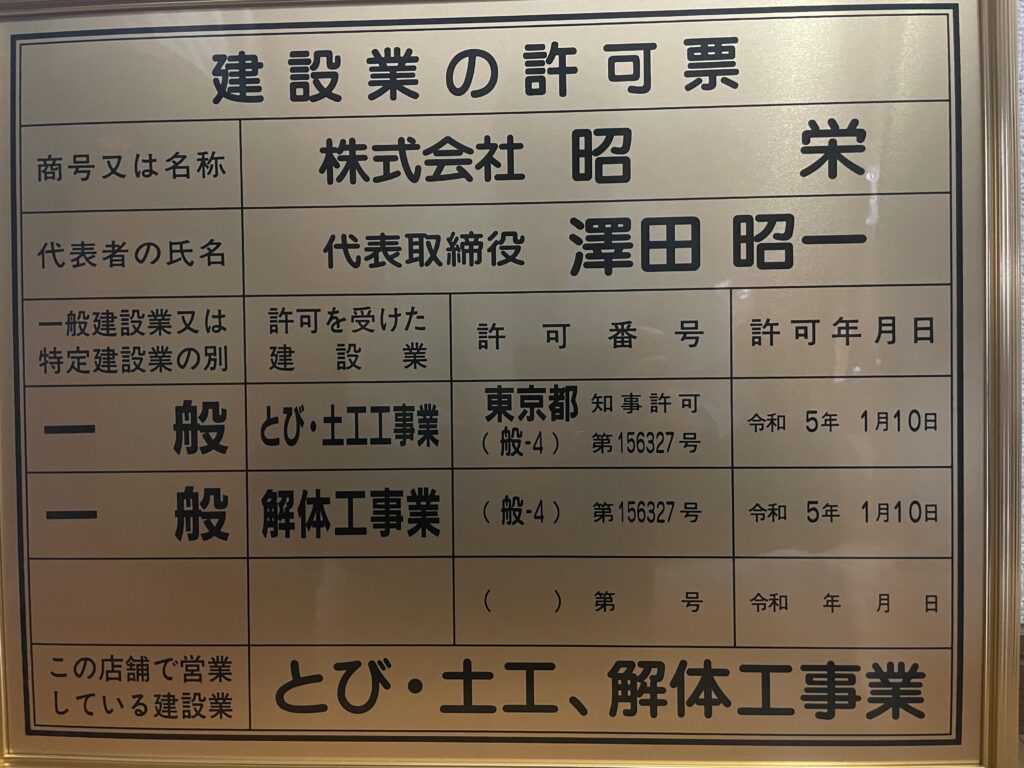 建設業の許可票
商号又は名称 株式会社 昭 栄
代表者の氏名 代表取締役 澤田 昭一
一般建設業又は
特定建設業の別
許可を受けた
建設業
許可番号
許可年月日
一般 とび・土工工事業
東京都 知事許可
(般-4) 第156327号
令和 5年 1月10日
一般 解体工事業 (般-4) 第156327号 令和 5年 1月10日
( ) 第 号 令和 年 月 日
この店舗で営業
している建設業
とび・土工、解体工事業